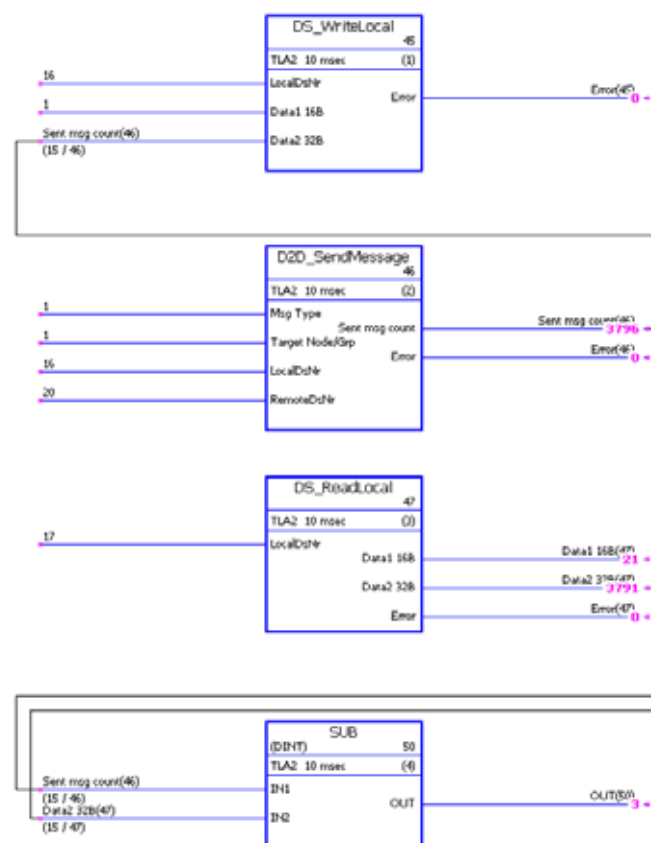 DS_WriteLocal
45
TLA2 10 msec (1)
16
LocalDsNr
Error
Error(45)
0
1
Data1 16B
Sent msg count(46)
Data2 32B
(15 / 46)
D2D_SendMessage
46
TLA2 10 msec (2)
1
Msg Type
Sent msg count
Sent msg count(46)
3796
1
Target Node/Grp
Error
Error(46)
0
16
LocalDsNr
20
RemoteDsNr
DS_ReadLocal
47
TLA2 10 msec (3)
17
LocalDsNr
Data1 16B
Data1 16B(47)
21
Data2 32B
Data2 32B(47)
3791
Error
Error(47)
0
SUB
(DINT) 50
TLA2 10 msec (4)
Sent msg count(46)
IN1
(15 / 46)
OUT
OUT(50)
3
Data2 32B(47)
IN2
(15 / 47)